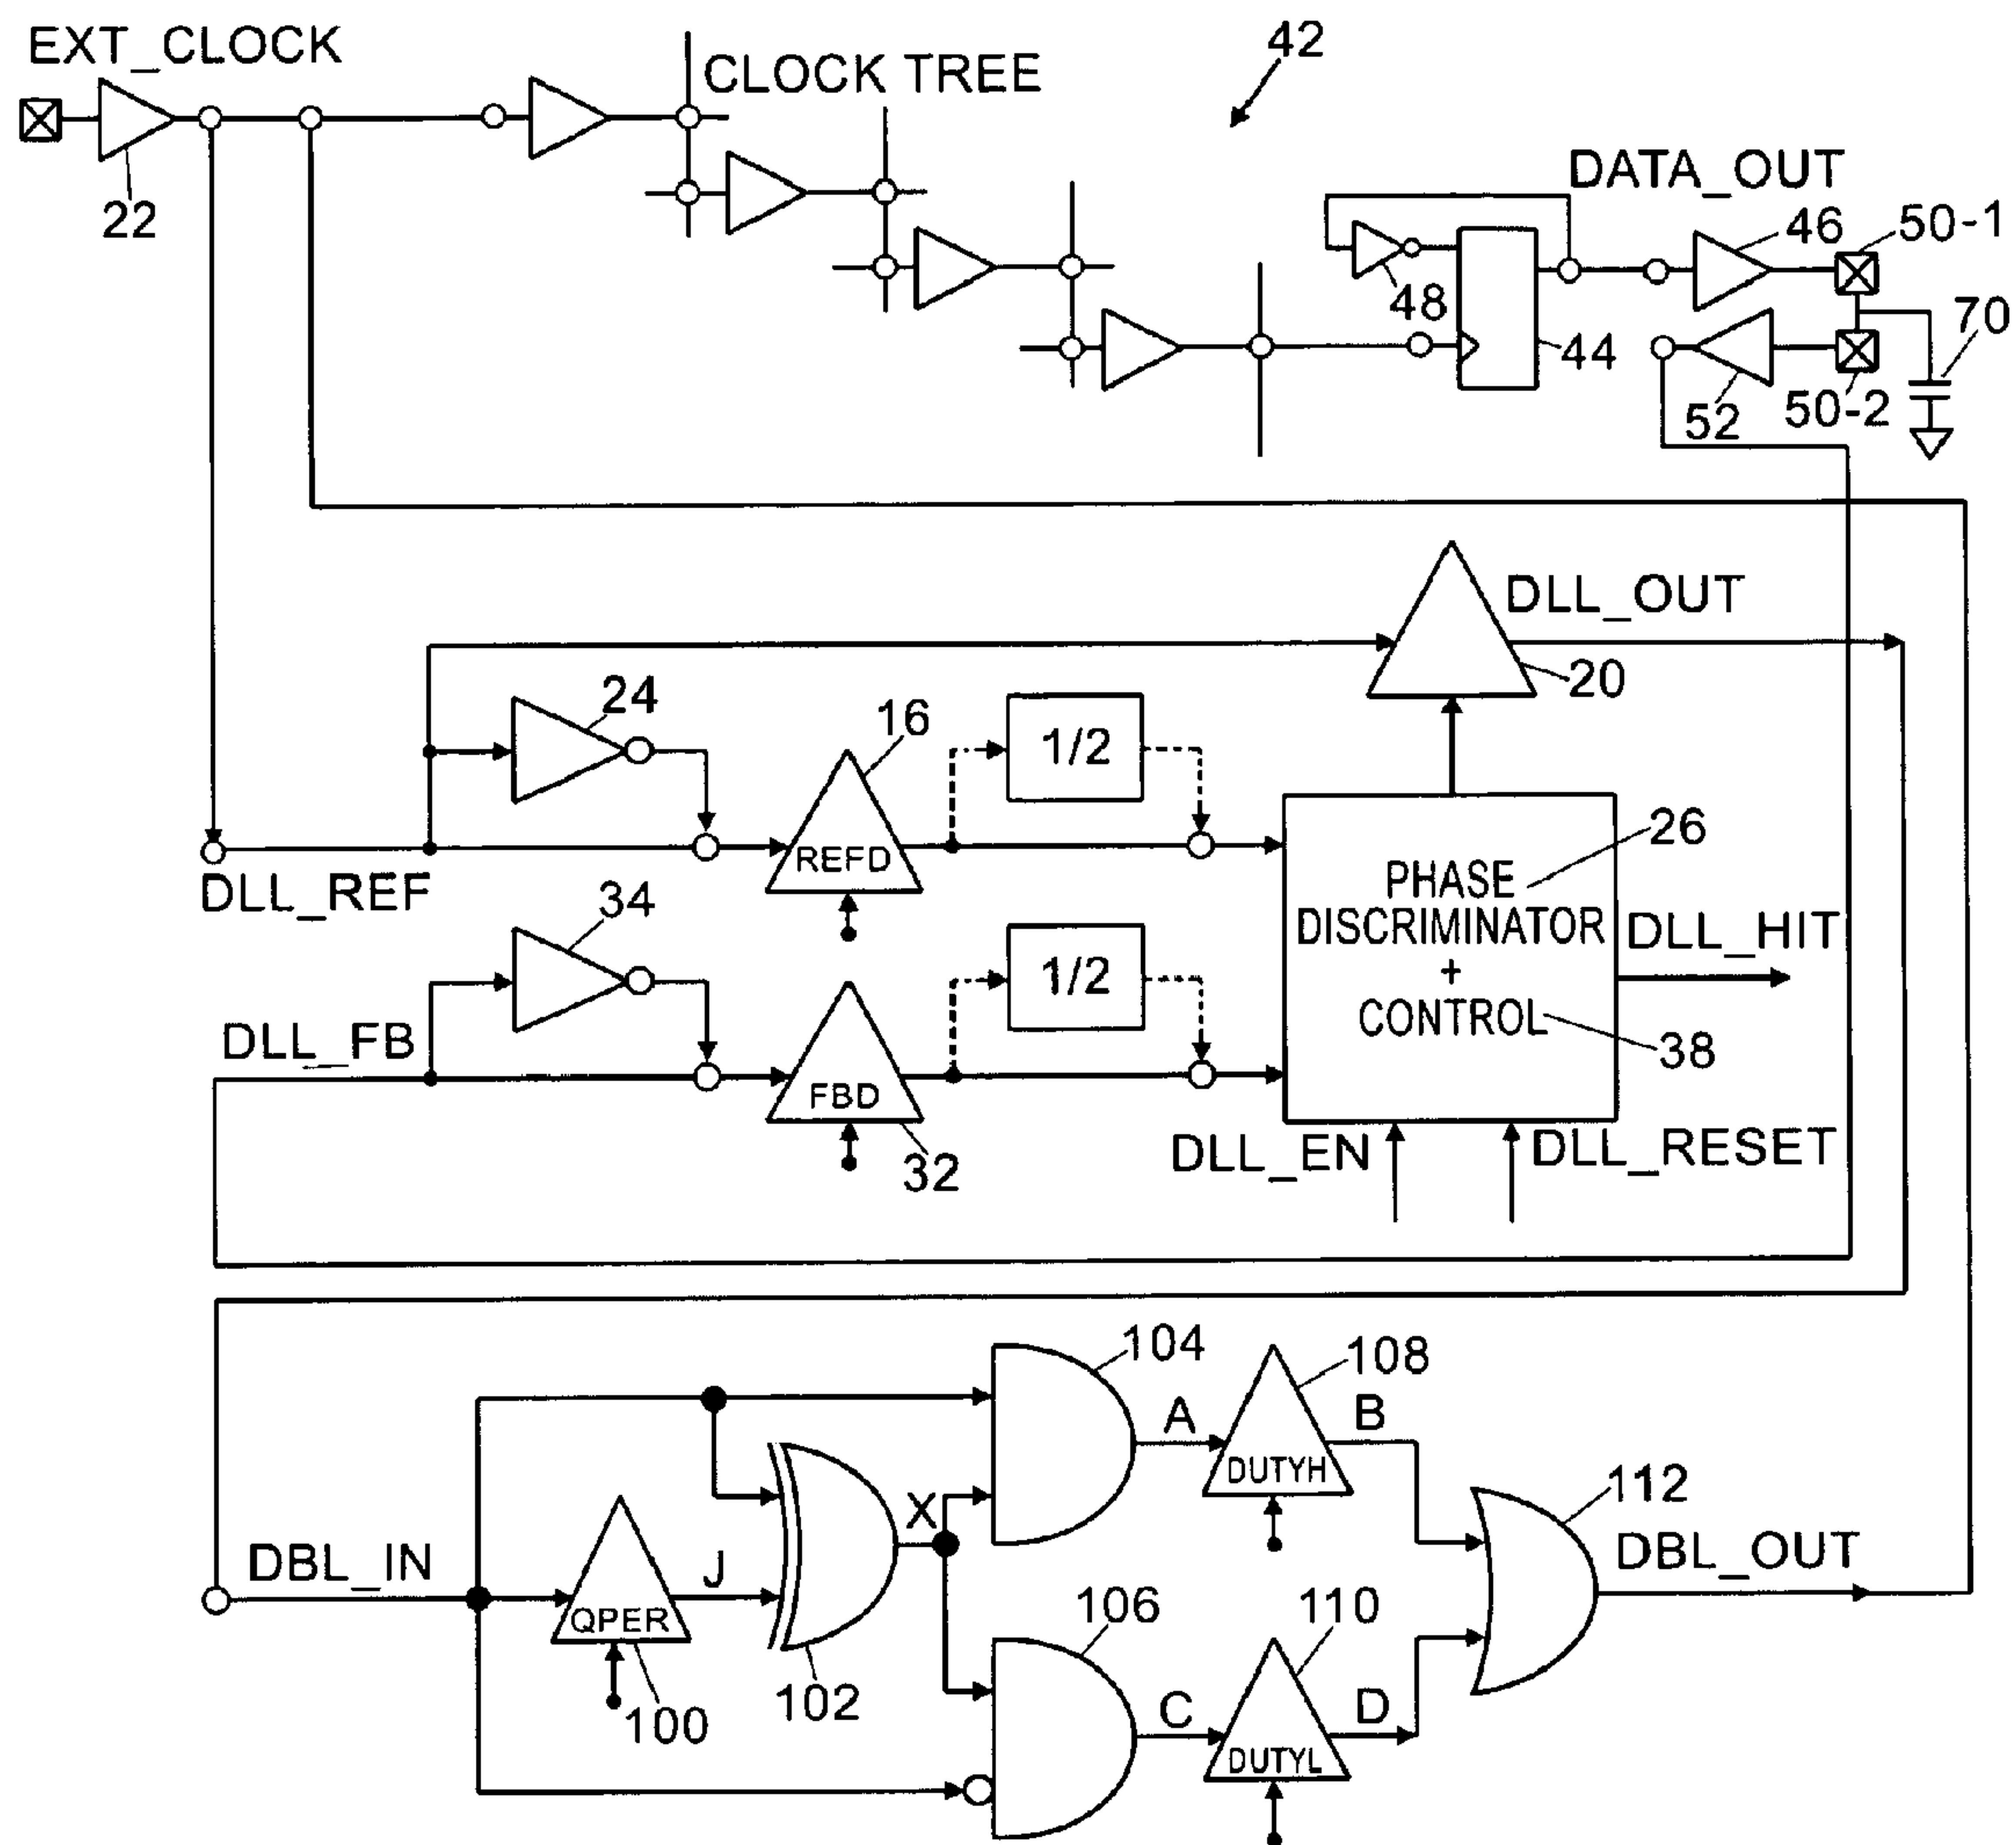 EXT_CLOCK
CLOCK TREE
42
22
DATA_OUT
46
50-1
48
44
52
50-2
70
DLL_OUT
20
24
16
1/2
REFD
DLL_REF
PHASE
DISCRIMINATOR
+
CONTROL
26
38
DLL_HIT
34
1/2
DLL_FB
FBD
32
DLL_EN
DLL_RESET
104
108
A
B
DUTYH
112
X
DBL_IN
J
QPER
100
102
DBL_OUT
106
110
C
D
DUTYL